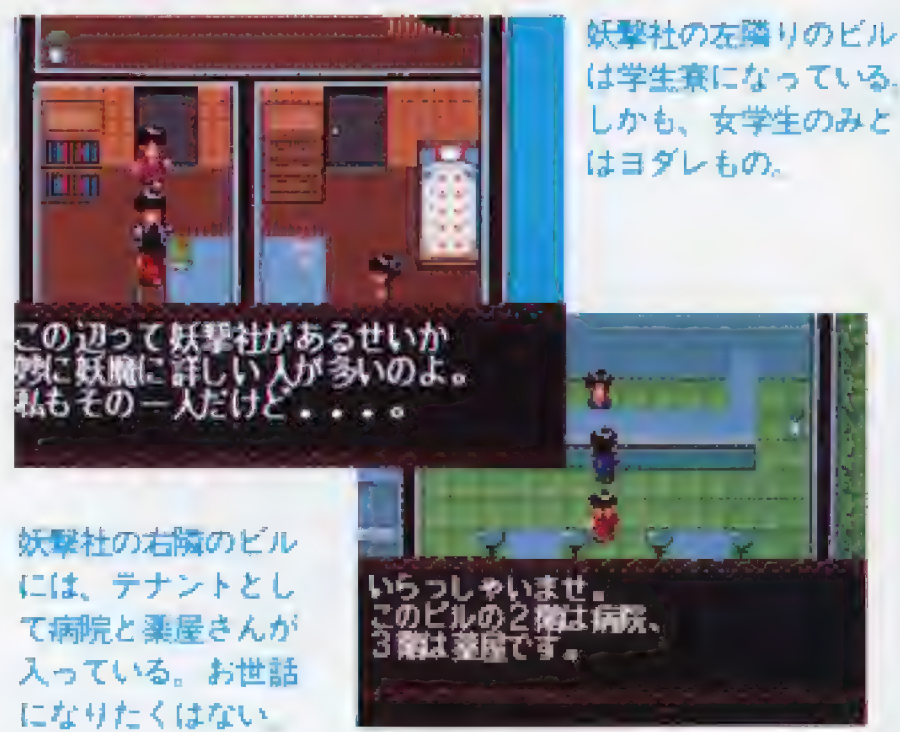 妖撃社の左隣りのビル
は学生寮になっている。
しかも、女学生のみと
はヨダレもの。
この辺って妖撃社があるせいか
妙に妖魔に詳しい人が多いのよ。
私もその一人だけど・・・・。
妖撃社の右隣のビル
には、テナントとし
て病院と薬屋さんが
入っている。お世話
になりたくはない
いらっしゃいませ。
このビルの2階は病院、
3階は薬屋です。